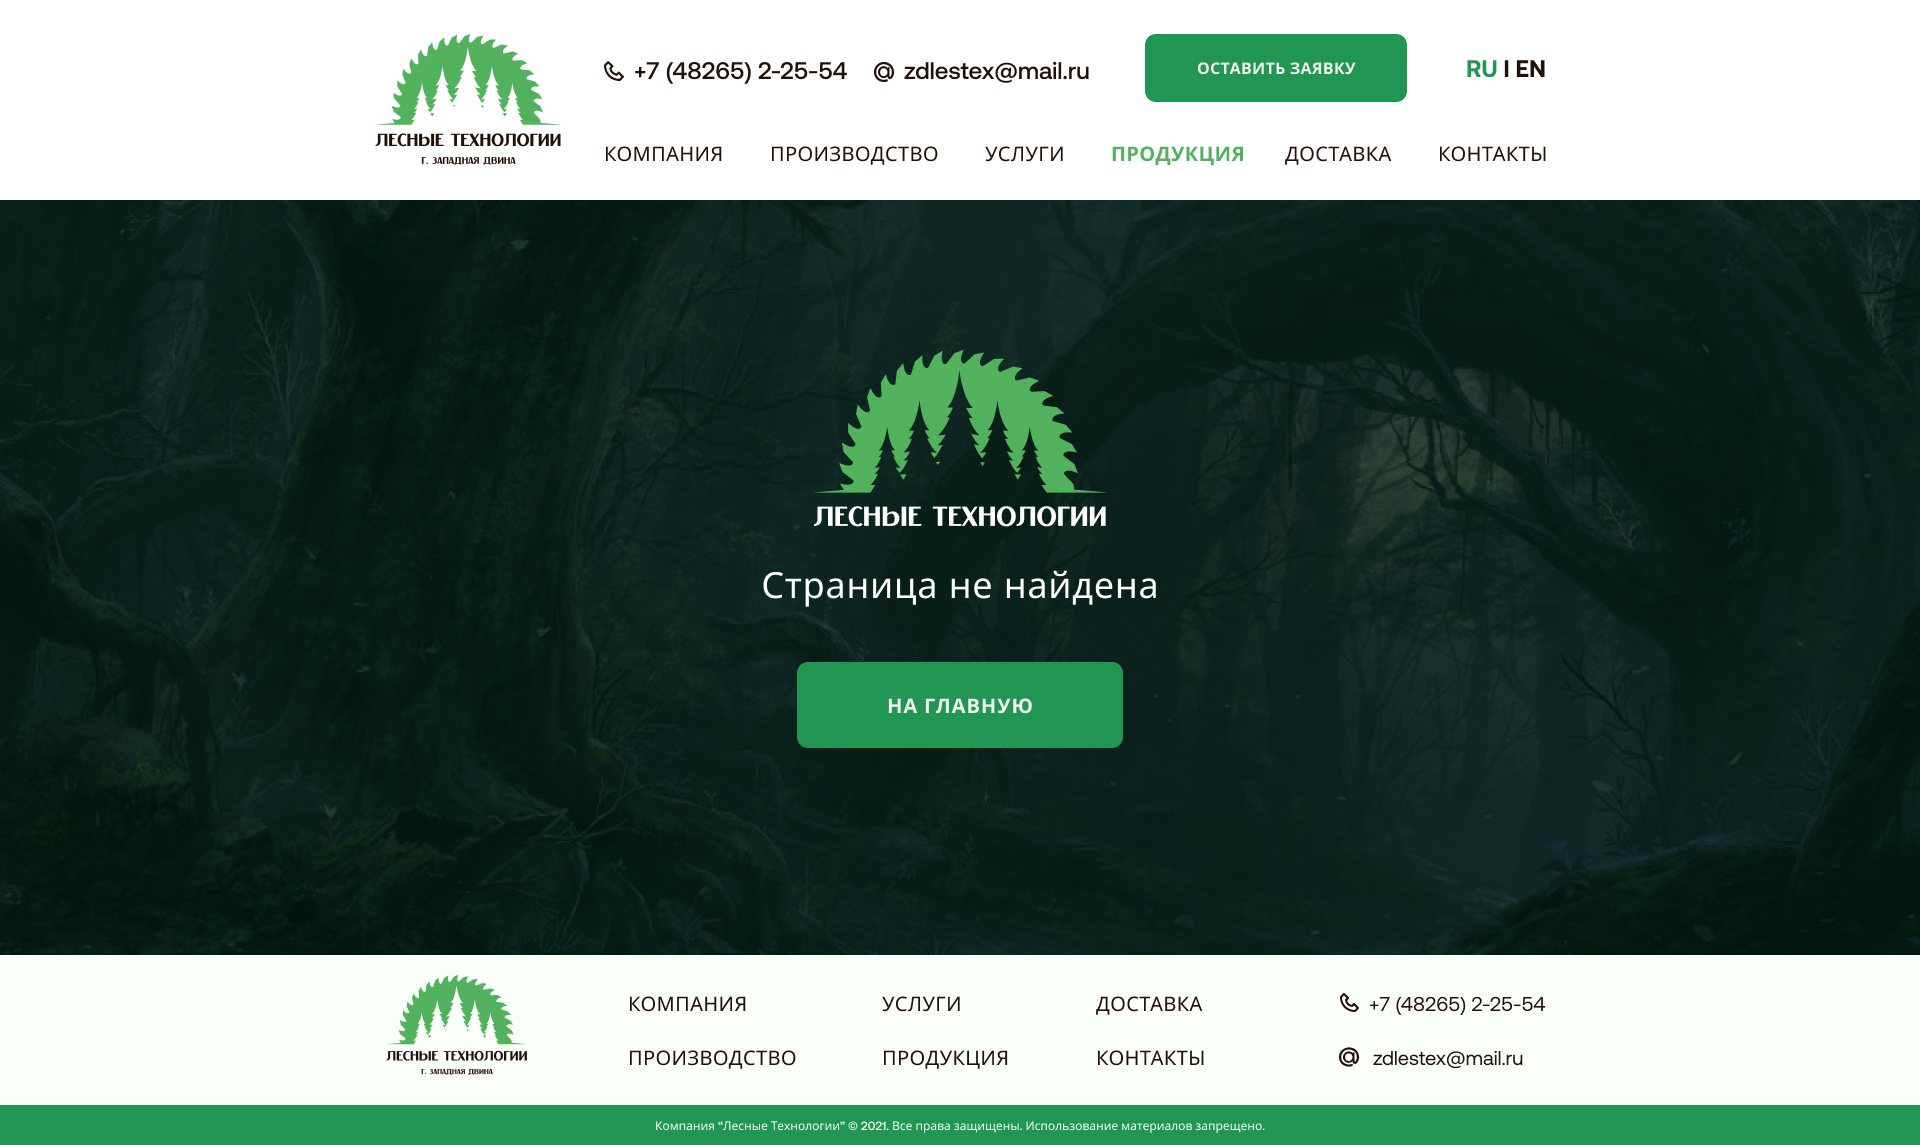 +7 (48265) 2-25-54 zdlestex@mail.ru ОСТАВИТЬ ЗАЯВКУ RU I EN
ЛЕСНЫЕ ТЕХНОЛОГИИ
Г. ЗАПАДНАЯ ДВИНА
КОМПАНИЯ ПРОИЗВОДСТВО УСЛУГИ ПРОДУКЦИЯ ДОСТАВКА КОНТАКТЫ
ЛЕСНЫЕ ТЕХНОЛОГИИ
Страница не найдена
НА ГЛАВНУЮ
КОМПАНИЯ УСЛУГИ ДОСТАВКА +7 (48265) 2-25-54
ЛЕСНЫЕ ТЕХНОЛОГИИ
Г. ЗАПАДНАЯ ДВИНА
ПРОИЗВОДСТВО ПРОДУКЦИЯ КОНТАКТЫ @ zdlestex@mail.ru
Компания “Лесные Технологии” © 2021. Все права защищены. Использование материалов запрещено.